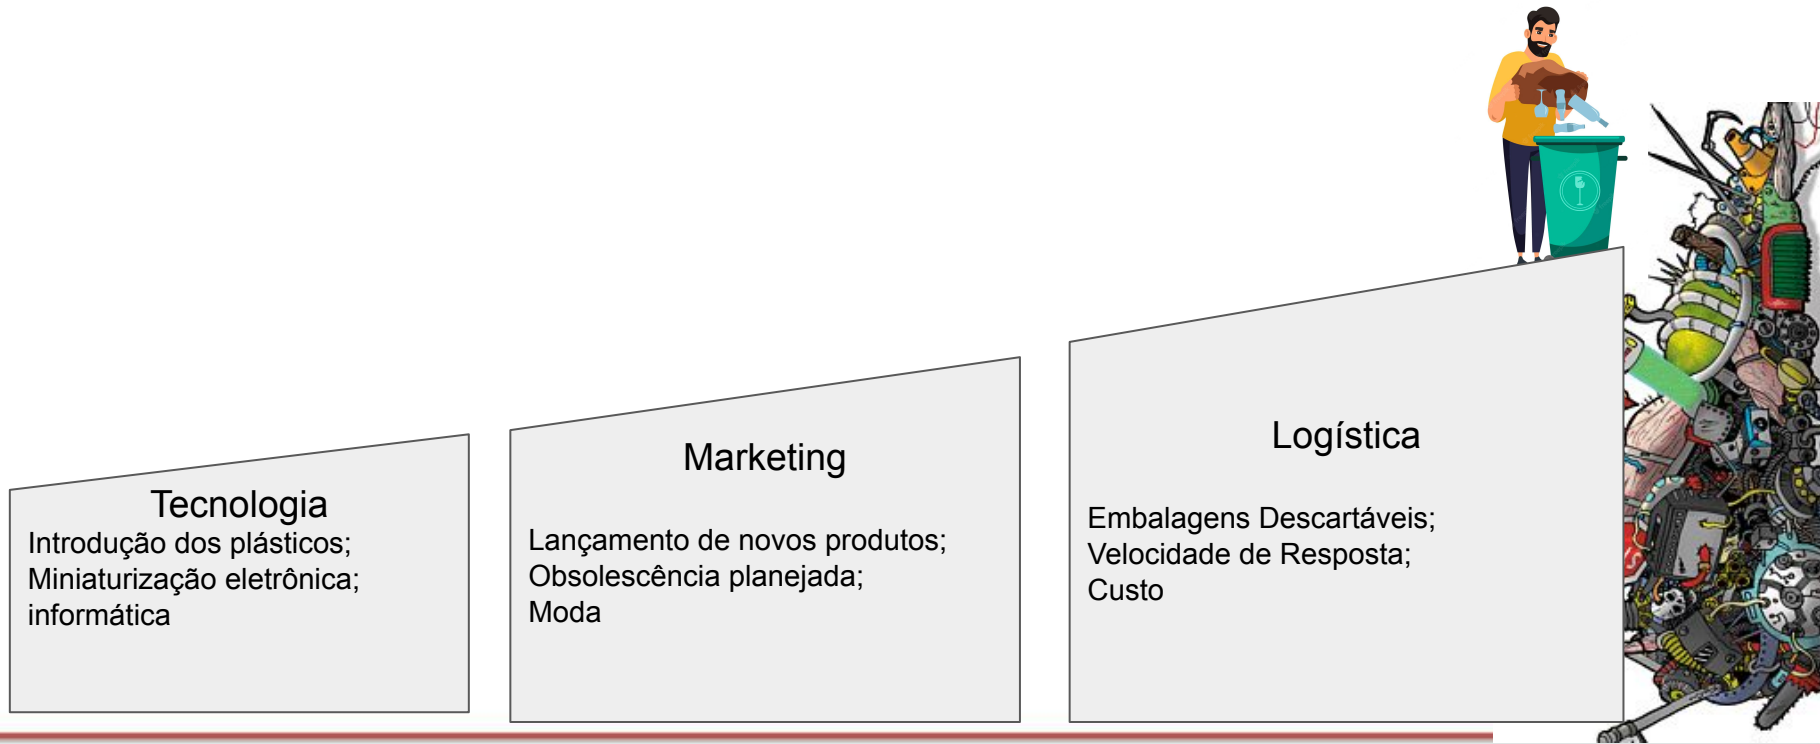 Tecnologia
Introdução dos plásticos;
Miniaturização eletrônica;
informática
Marketing
Lançamento de novos produtos;
Obsolescência planejada;
Moda
Logística
Embalagens Descartáveis;
Velocidade de Resposta;
Custo